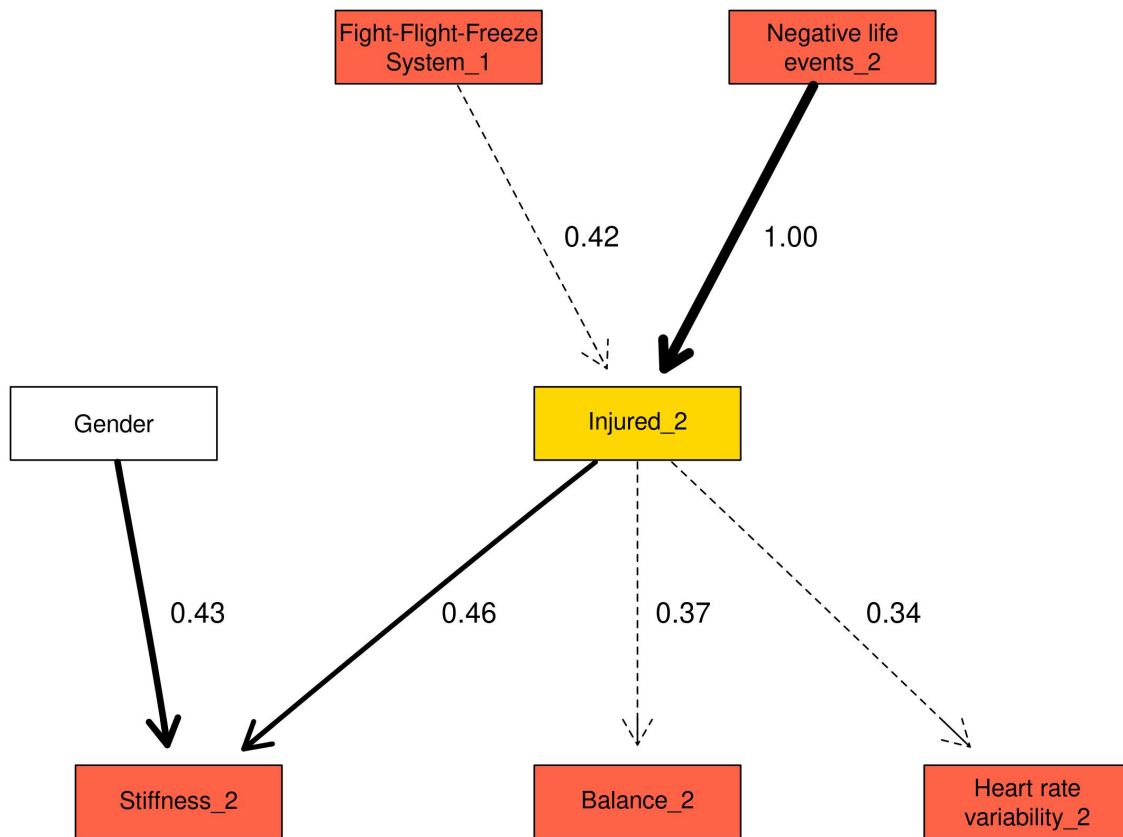 Fight-Flight-Freeze
System_1
Negative life
events_2
0.42
1.00
Gender
Injured_2
0.43
0.46
0.37
0.34
Stiffness_2
Balance_2
Heart rate
variability_2